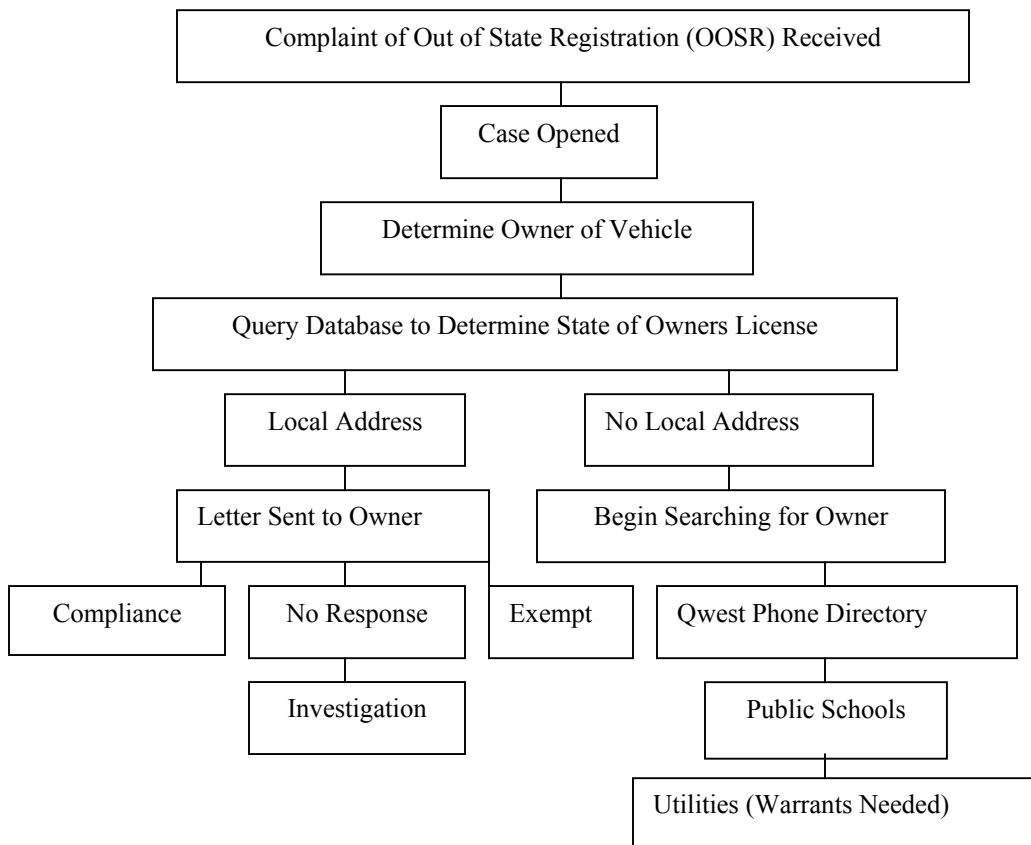 Complaint of Out of State Registration (OOSR) Received
Case Opened
Determine Owner of Vehicle
Query Database to Determine State of Owners License
Local Address
No Local Address
Letter Sent to Owner
Begin Searching for Owner
Compliance
No Response
Exempt
Qwest Phone Directory
Investigation
Public Schools
Utilities (Warrants Needed)